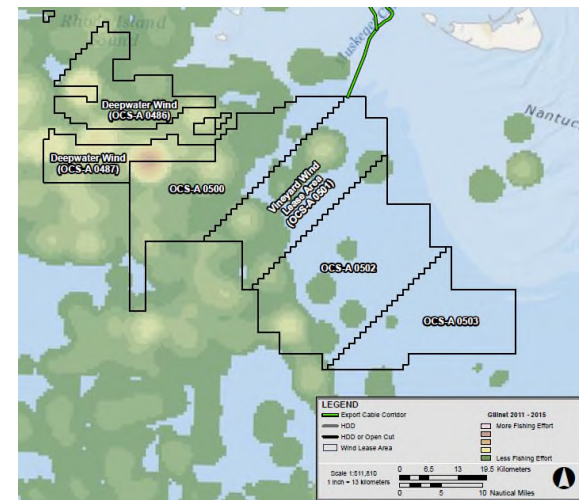 Rhode Island
Sound
Muskeget
Nantuc
Deepwater Wind
(OCS-A 0486)
Deepwater Wind
(OCS-A 0487)
OCS-A 0500
Vineyard Wind
Lease Area
(OCS-A 0501)
OCS-A 0502
OCS-A 0503
LEGEND
Export Cable Corridor
HDD
HDD or Open Cut
Wind Lease Area
Gillnet 2011 - 2015
More Fishing Effort
Less Fishing Effort
Scale 1:511,810
1 inch = 13 kilometers
0 6.5 13 19.5 Kilometers
0 5 10
Nautical Miles